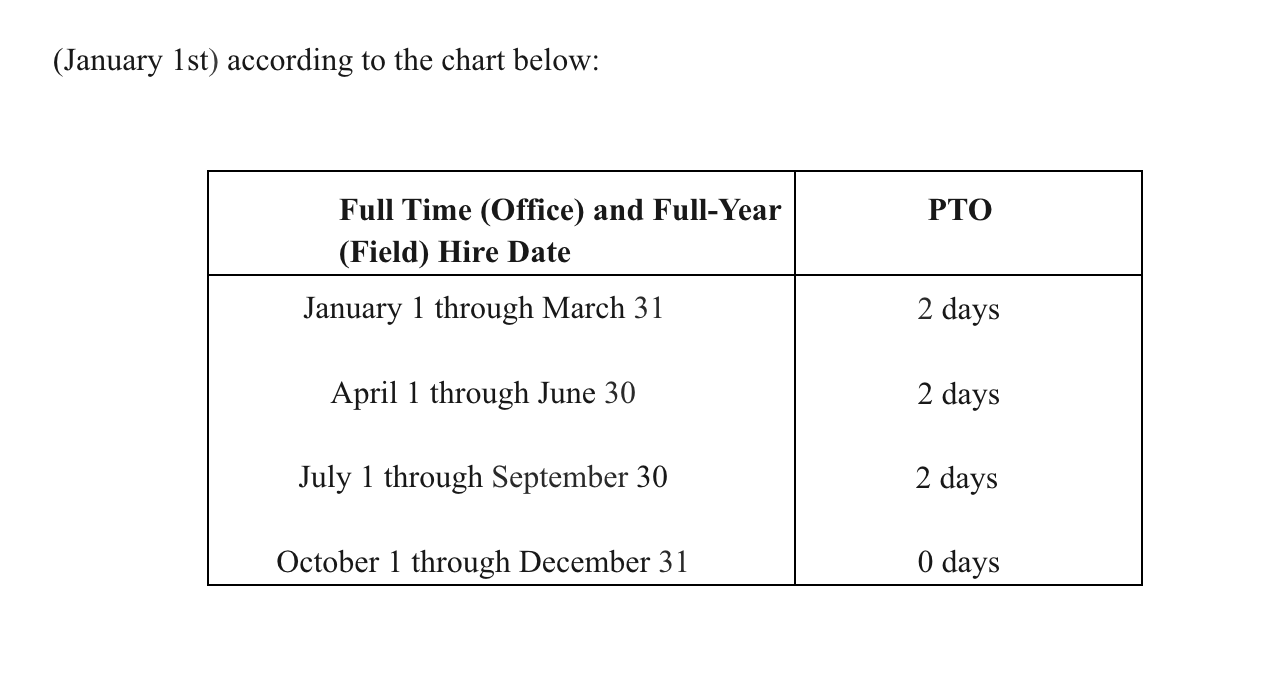 (January 1st) according to the chart below:
Full Time (Office) and Full-Year PTO
(Field) Hire Date
January 1 through March 31 2 days
April 1 through June 30 2 days
July 1 through September 30 2 days
October 1 through December 31 0 days